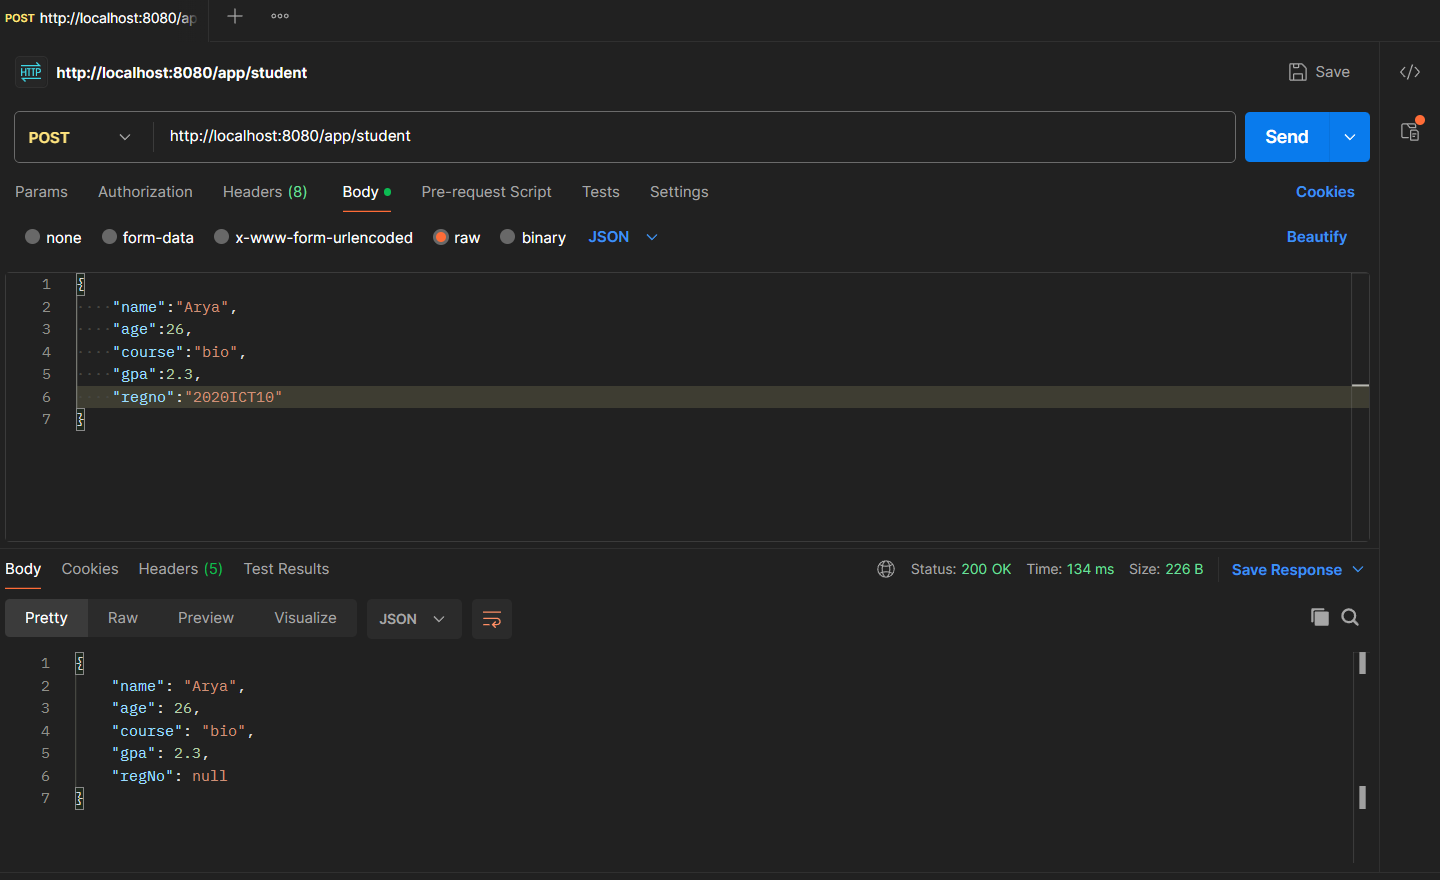 POST http://localhost:8080/ap
HTTP http://localhost:8080/app/student
Save
</>
POST
http://localhost:8080/app/student
Send
Params Authorization Headers (8) Body Pre-request Script Tests Settings Cookies
none form-data x-www-form-urlencoded raw binary JSON Beautify
1 {
2 "name":"Arya",
3 "age":26,
4 "course":"bio",
5 "gpa":2.3,
6 "regno":"2020ICT10"
7 }
Body Cookies Headers (5) Test Results Status: 200 OK Time: 134 ms Size: 226 B Save Response
Pretty Raw Preview Visualize JSON
1 {
2 "name": "Arya",
3 "age": 26,
4 "course": "bio",
5 "gpa": 2.3,
6 "regNo": null
7 }